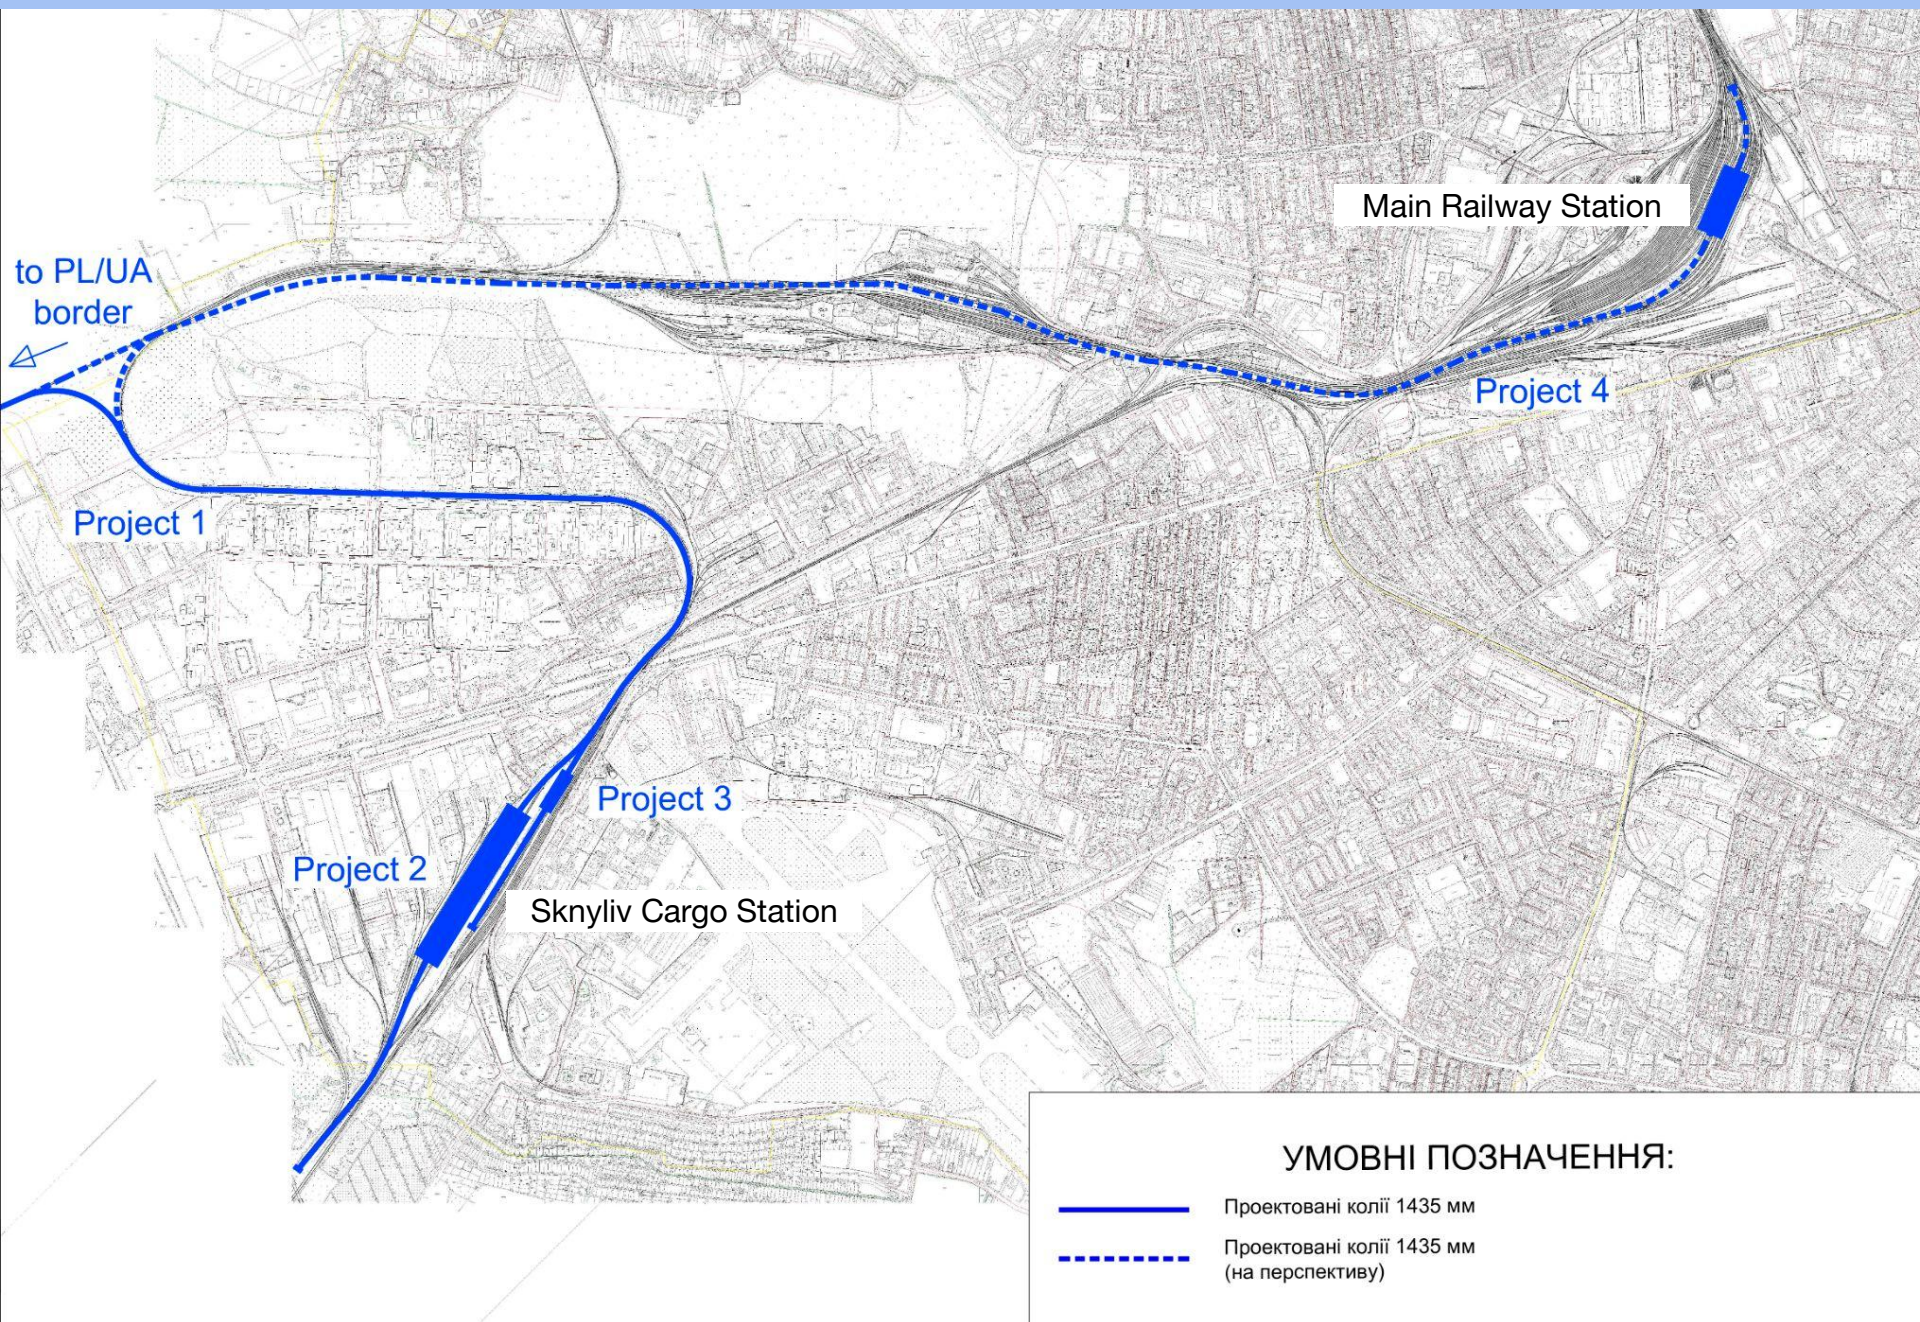 Main Railway Station
to PL/UA
border
Project 4
Project 1
Project 3
Project 2
Sknyliv Cargo Station
УМОВНІ ПОЗНАЧЕННЯ:
Проектовані колії 1435 мм
Проектовані колії 1435 мм
(на перспективу)